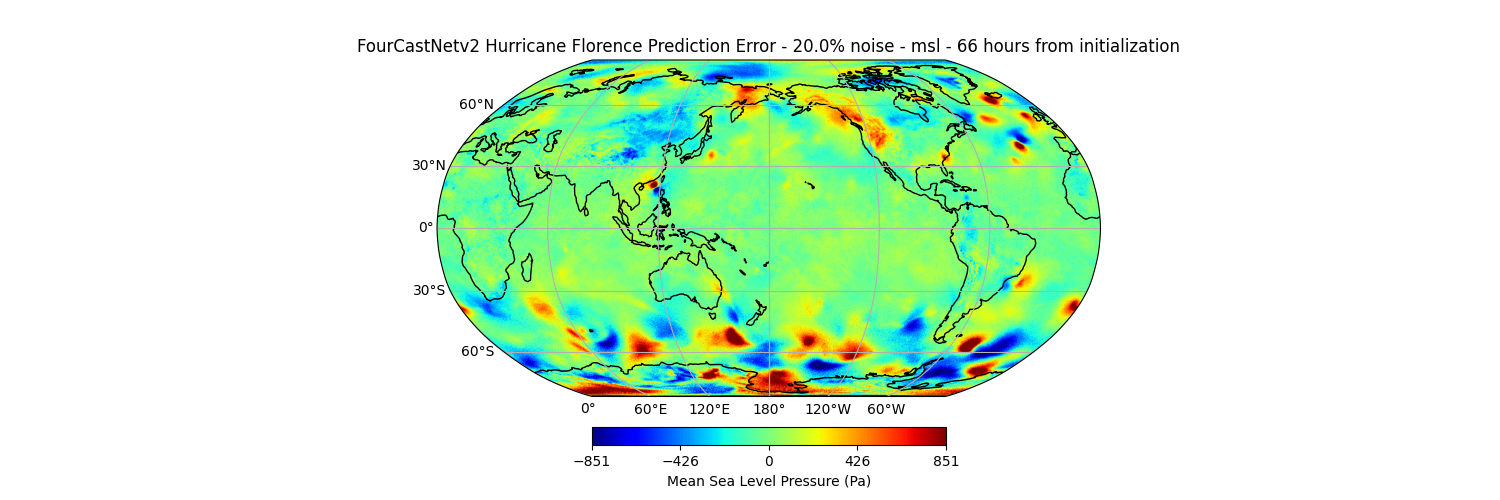 FourCastNetv2 Hurricane Florence Prediction Error - 20.0% noise - msl - 66 hours from initialization
60°N
30°N
0°
30°S
60°S
0° 60°E 120°E 180° 120°W 60°W
−851 −426 0 426 851
Mean Sea Level Pressure (Pa)